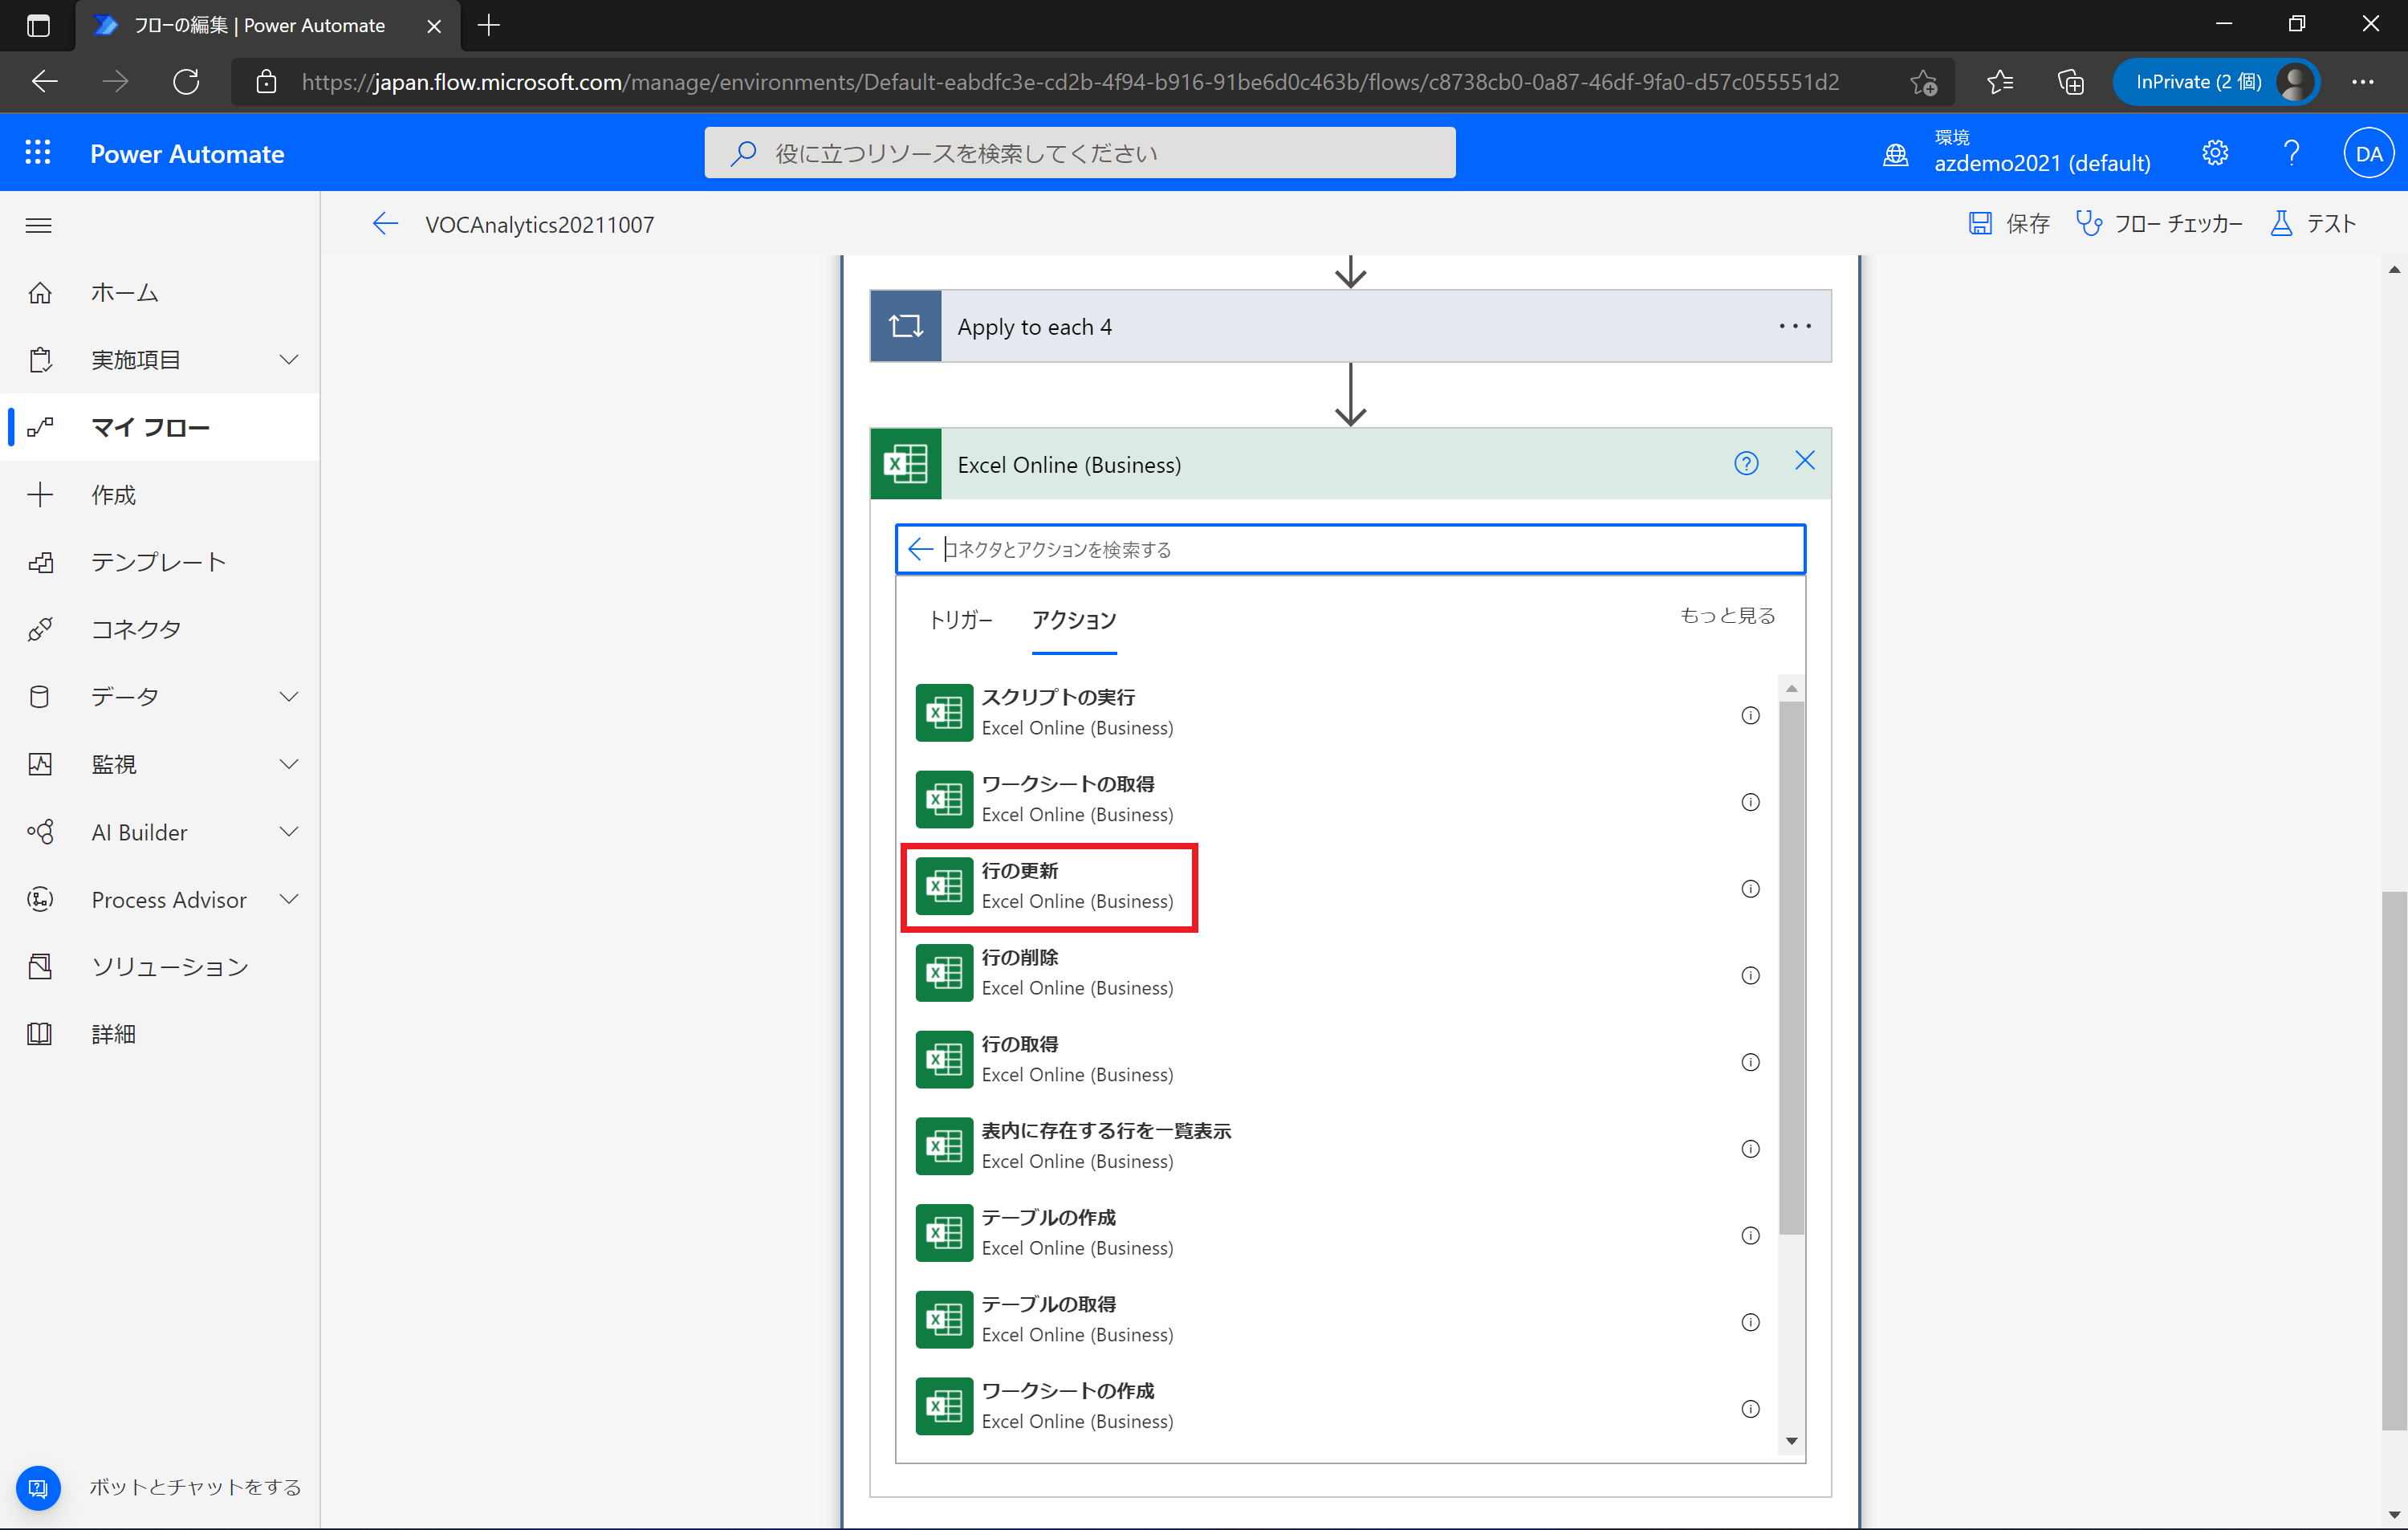 フローの編集 | Power Automate
https://japan.flow.microsoft.com/manage/environments/Default-eabdfc3e-cd2b-4f94-b916-91be6d0c463b/flows/c8738cb0-0a87-46df-9fa0-d57c055551d2
InPrivate (2 個)
Power Automate
役に立つリソースを検索してください
環境
azdemo2021 (default)
DA
VOCAnalytics20211007
保存
フロー チェッカー
テスト
ホーム
実施項目
マイ フロー
作成
テンプレート
コネクタ
データ
監視
AI Builder
Process Advisor
ソリューション
詳細
ボットとチャットをする
Apply to each 4
Excel Online (Business)
コネクタとアクションを検索する
トリガー
アクション
もっと見る
スクリプトの実行
Excel Online (Business)
ワークシートの取得
Excel Online (Business)
行の更新
Excel Online (Business)
行の削除
Excel Online (Business)
行の取得
Excel Online (Business)
表内に存在する行を一覧表示
Excel Online (Business)
テーブルの作成
Excel Online (Business)
テーブルの取得
Excel Online (Business)
ワークシートの作成
Excel Online (Business)